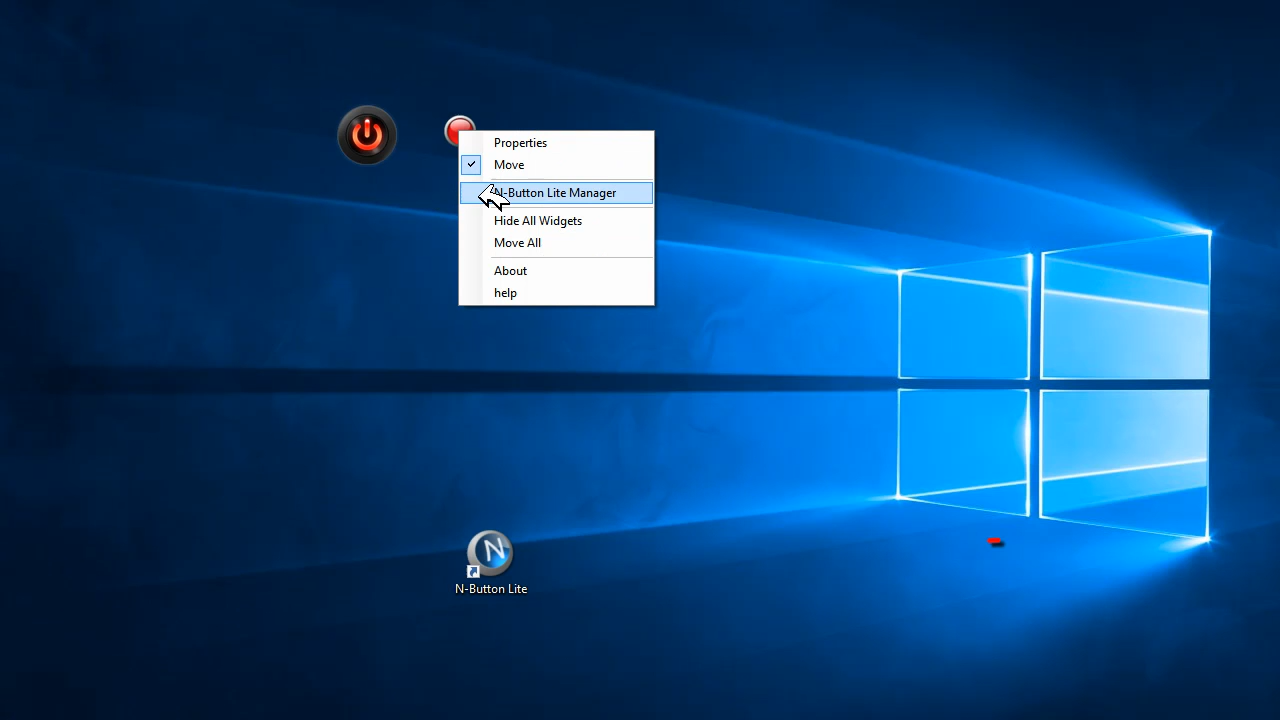 Properties
Move
N-Button Lite Manager
Hide All Widgets
Move All
About
help
N-Button Lite